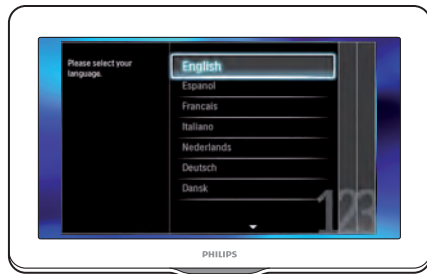 Please select your
language.
English
Espanol
Francais
Italiano
Nederlands
Deutsch
Dansk
123
PHILIPS